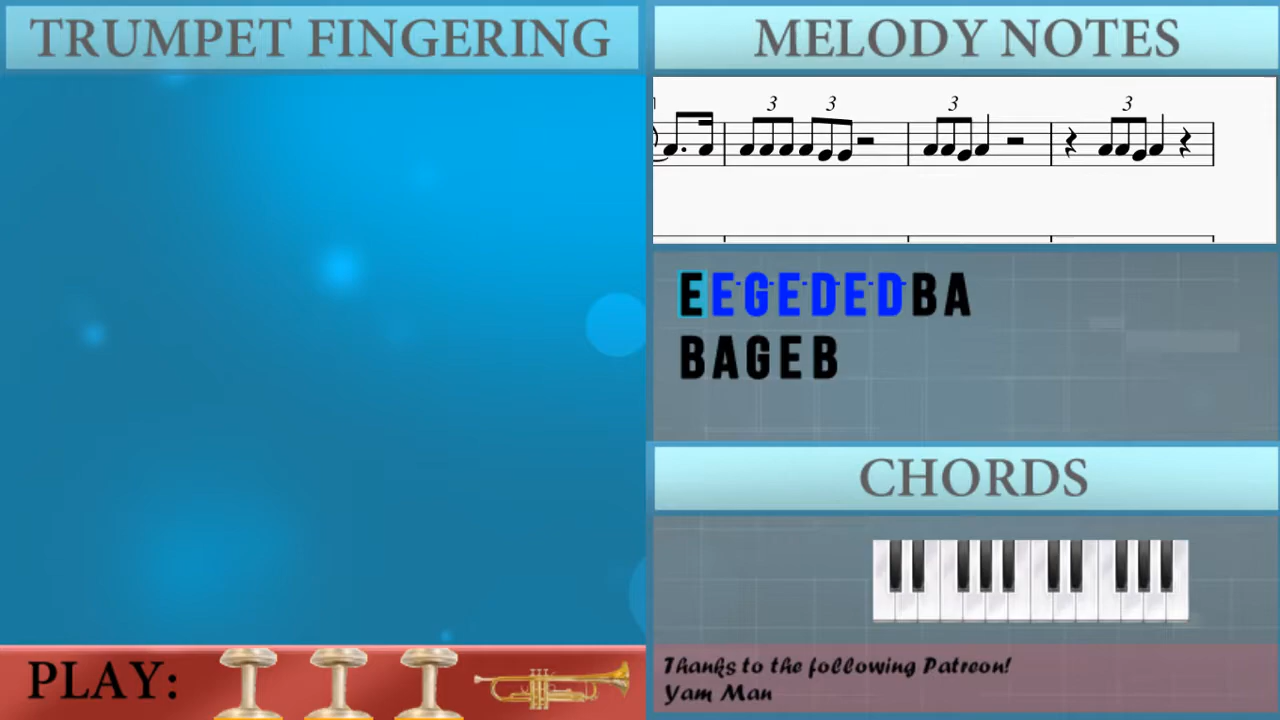 TRUMPET FINGERING
MELODY NOTES
3 3 3 3
EEGEDEDBA
BAGEB
CHORDS
PLAY:
Thanks to the following Patreon!
Yam Man